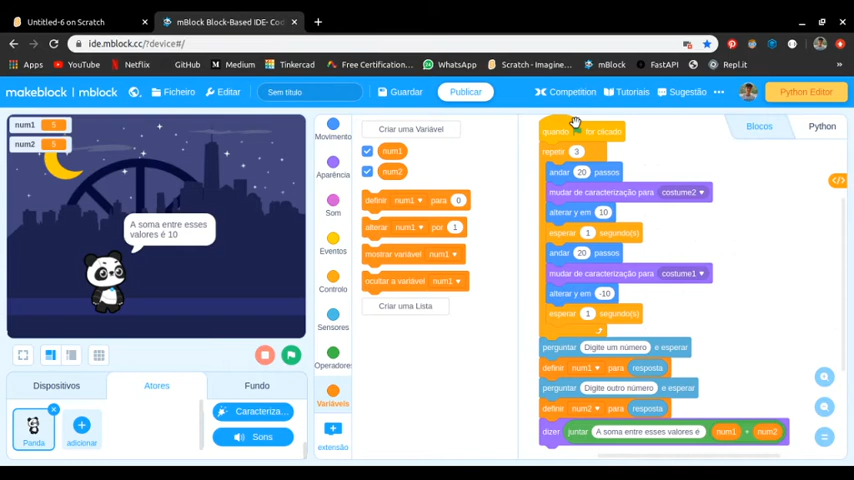 Untitled-6 on Scratch
mBlock Block-Based IDE- Co
ide.mblock.cc/?device#/
Apps
YouTube
Netflix
GitHub
Medium
Tinkercad
Free Certification…
WhatsApp
Scratch - Imagine…
mBlock
FastAPI
Repl.it
makeblock | mblock
Ficheiro
Editar
Sem título
Guardar
Publicar
Competition
Tutoriais
Sugestão
Python Editor
num1 5
num2 5
A soma entre esses
valores é 10
Dispositivos
Atores
Fundo
Panda
adicionar
Caracteriza…
Sons
Movimento
Aparência
Som
Eventos
Controlo
Sensores
Operadores
Variáveis
extensão
Criar uma Variável
num1
num2
definir num1 para 0
alterar num1 por 1
mostrar variável num1
ocultar a variável num1
Criar uma Lista
Blocos
Python
quando for clicado
repetir 3
andar 20 passos
mudar de caracterização para costume2
alterar y em 10
esperar 1 segundo(s)
andar 20 passos
mudar de caracterização para costume1
alterar y em -10
esperar 1 segundo(s)
perguntar Digite um número e esperar
definir num1 para resposta
perguntar Digite outro número e esperar
definir num2 para resposta
dizer juntar A soma entre esses valores é num1 + num2